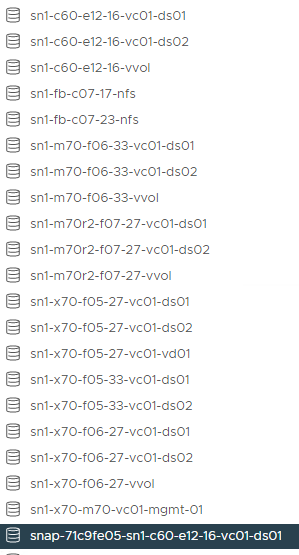 sn1-c60-e12-16-vc01-ds01
sn1-c60-e12-16-vc01-ds02
sn1-c60-e12-16-vvol
sn1-fb-c07-17-nfs
sn1-fb-c07-23-nfs
sn1-m70-f06-33-vc01-ds01
sn1-m70-f06-33-vc01-ds02
sn1-m70-f06-33-vvol
sn1-m70r2-f07-27-vc01-ds01
sn1-m70r2-f07-27-vc01-ds02
sn1-m70r2-f07-27-vvol
sn1-x70-f05-27-vc01-ds01
sn1-x70-f05-27-vc01-ds02
sn1-x70-f05-27-vc01-vd01
sn1-x70-f05-33-vc01-ds01
sn1-x70-f05-33-vc01-ds02
sn1-x70-f06-27-vc01-ds01
sn1-x70-f06-27-vc01-ds02
sn1-x70-f06-27-vvol
sn1-x70-m70-vc01-mgmt-01
snap-71c9fe05-sn1-c60-e12-16-vc01-ds01